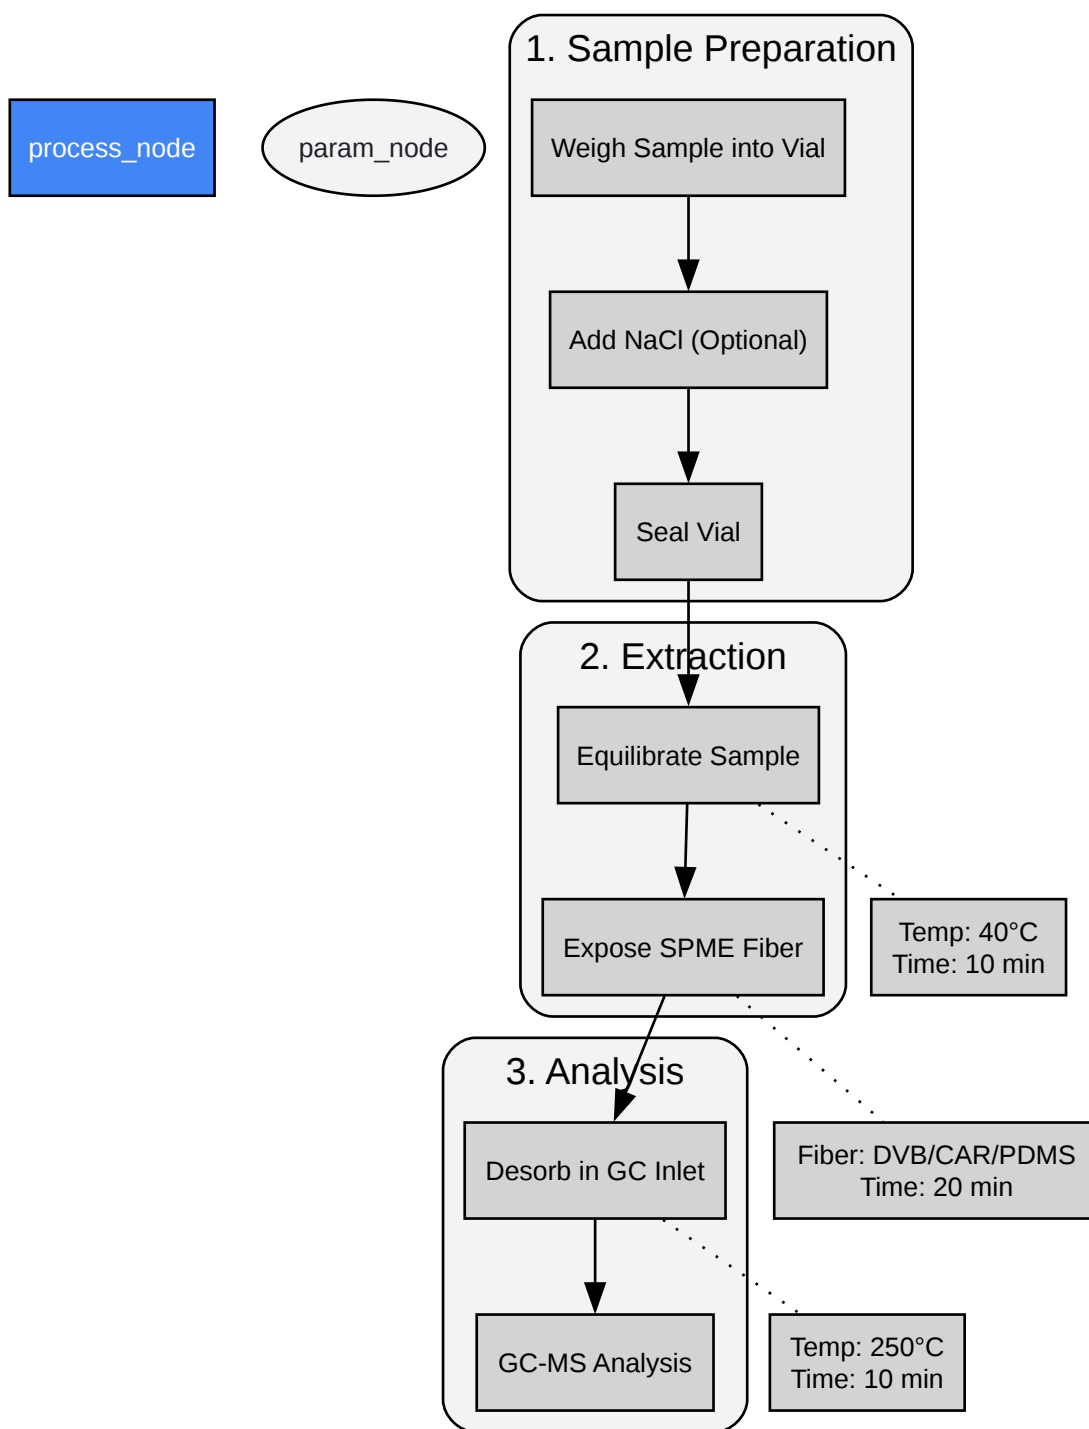 1. Sample Preparation
process_node
param_node
Weigh Sample into Vial
Add NaCl (Optional)
Seal Vial
2. Extraction
Equilibrate Sample
Expose SPME Fiber
Temp: 40°C
Time: 10 min
3. Analysis
Desorb in GC Inlet
Fiber: DVB/CAR/PDMS
Time: 20 min
GC-MS Analysis
Temp: 250°C
Time: 10 min